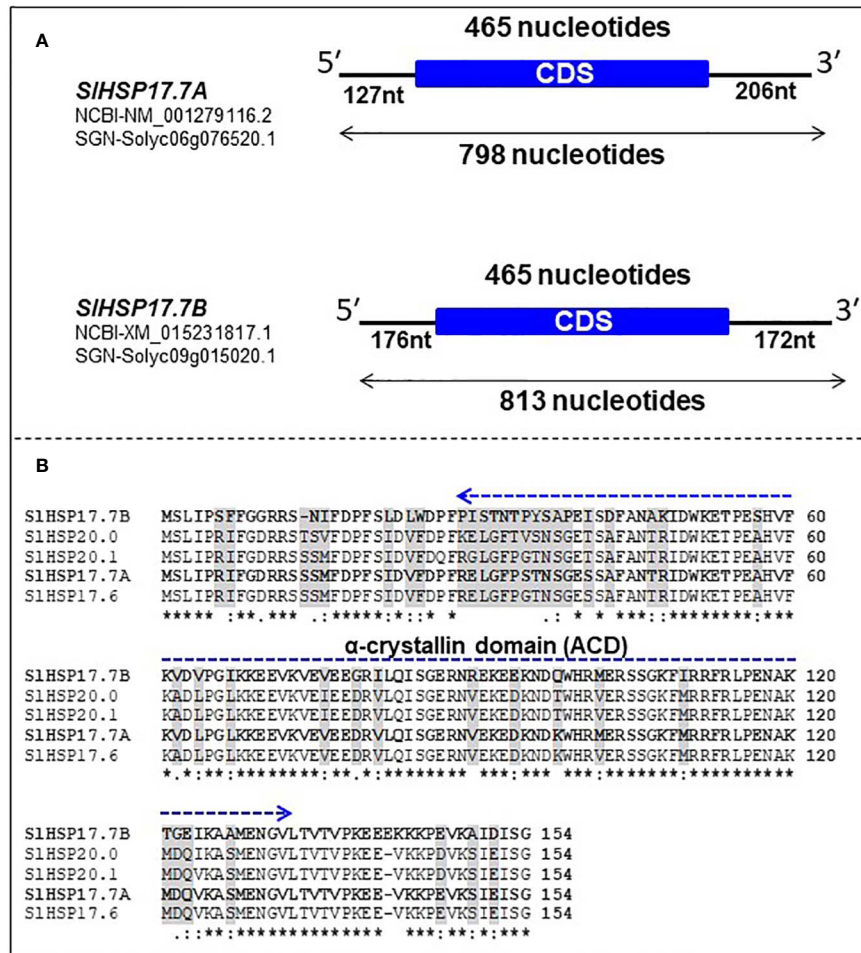 A
465 nucleotides
5′ CDS 3′
127nt 206nt
SlHSP17.7A
NCBI-NM_001279116.2
SGN-Solyc06g076520.1
798 nucleotides
465 nucleotides
5′ CDS 3′
176nt 172nt
SlHSP17.7B
NCBI-XM_015231817.1
SGN-Solyc09g015020.1
813 nucleotides
B
SlHSP17.7B MSLIPSFFGGRRS-NIFDPFSLDLWDPFPISTNTPYSAPEISDFANAKIDWKETPESHVF 60
SlHSP20.0 MSLIPRIFGDRRSTSVFDPFSIDVFDPFKELGFTVSNSGETSAFANTRIDWKETPEAHVF 60
SlHSP20.1 MSLIPRIFGDRRSSSMFDPFSIDVFDQFRGLGFPGTNSGETSAFANTRIDWKETPEAHVF 60
SlHSP17.7A MSLIPRIFGDRRSSSMFDPFSIDVFDPFRELGFPSTNSGESSAFANTRIDWKETPEAHVF 60
SlHSP17.6 MSLIPRIFGDRRSSSMFDPFSIDVFDPFRELGFPGTNSGESSAFANTRIDWKETPEAHVF 60
***** :**.*** .:*****:*::* * .: * * ***::********:***
α-crystallin domain (ACD)
SlHSP17.7B KVDVPGIKKEEVKVEVEEGRILQISGERNREKEEKNDQWHRMERSSGKFIRRFRLPENAK 120
SlHSP20.0 KADLPGLKKEEVKVEIEEDRVLQISGERNVEKEDKNDTWHRVERSSGKFMRRFRLPENAK 120
SlHSP20.1 KADLPGLKKEEVKVEIEEDRVLQISGERNVEKEDKNDTWHRVERSSGKFMRRFRLPENAK 120
SlHSP17.7A KVDLPGLKKEEVKVEVEEDRVLQISGERNVEKEDKNDKWHRMERSSGKFMRRFRLPENAK 120
SlHSP17.6 KADLPGLKKEEVKVEVEEDRVLQISGERNVEKEDKNDKWHRVERSSGKFMRRFRLPENAK 120
*.*:**:********:**.*:******** ***:*** ***:*******:**********
SlHSP17.7B TGEIKAAMENGVLTVTVPKEEEKKKPEVKAIDISG 154
SlHSP20.0 MDQIKASMENGVLTVTVPKEE-VKKPDVKSIEISG 154
SlHSP20.1 MDQIKASMENGVLTVTVPKEE-VKKPDVKSIEISG 154
SlHSP17.7A MDQVKASMENGVLTVTVPKEE-VKKPEVKSIEISG 154
SlHSP17.6 MDQVKASMENGVLTVTVPKEE-VKKPEVKSIEISG 154
.::**:************** ***:**:*:***